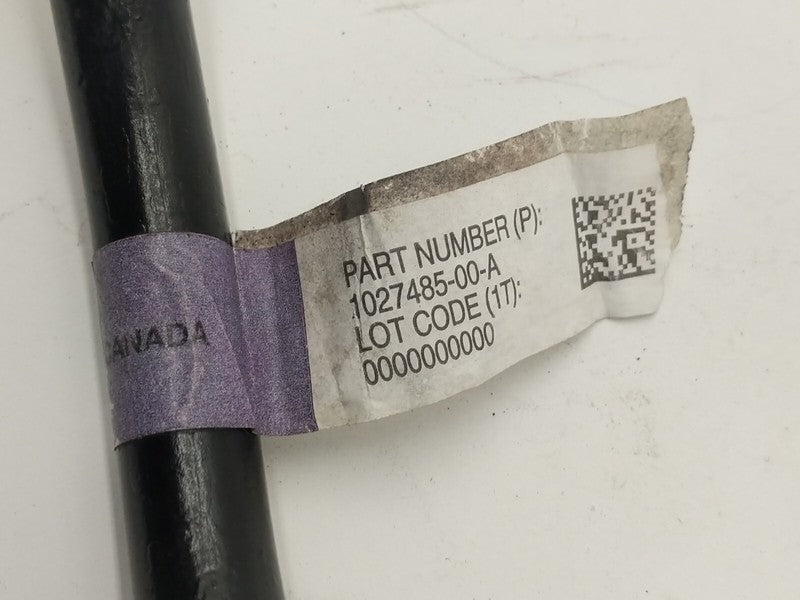 CANADA
PART NUMBER (P):
1027485-00-A
LOT CODE (1T):
0000000000